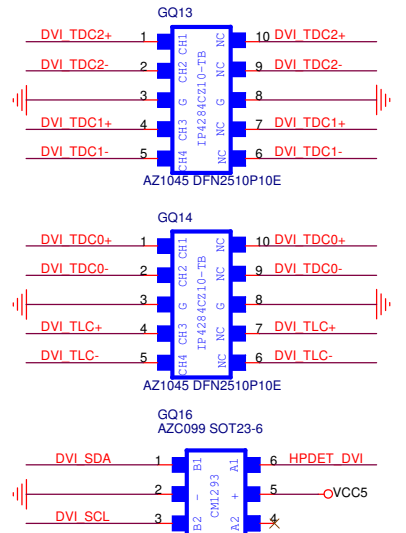 GQ13
DVI_TDC2+ 1 CH1 NC 10 DVI_TDC2+
DVI_TDC2- 2 CH2 NC 9 DVI_TDC2-
3 G G 8
DVI_TDC1+ 4 CH3 NC 7 DVI_TDC1+
DVI_TDC1- 5 CH4 NC 6 DVI_TDC1-
IP4284CZ10-TB
AZ1045 DFN2510P10E
GQ14
DVI_TDC0+ 1 CH1 NC 10 DVI_TDC0+
DVI_TDC0- 2 CH2 NC 9 DVI_TDC0-
3 G G 8
DVI_TLC+ 4 CH3 NC 7 DVI_TLC+
DVI_TLC- 5 CH4 NC 6 DVI_TLC-
IP4284CZ10-TB
AZ1045 DFN2510P10E
GQ16
AZC099 SOT23-6
DVI_SDA 1 B1 A1 6 HPDET_DVI
2 - + 5 VCC5
DVI_SCL 3 B2 A2 4
CM1293